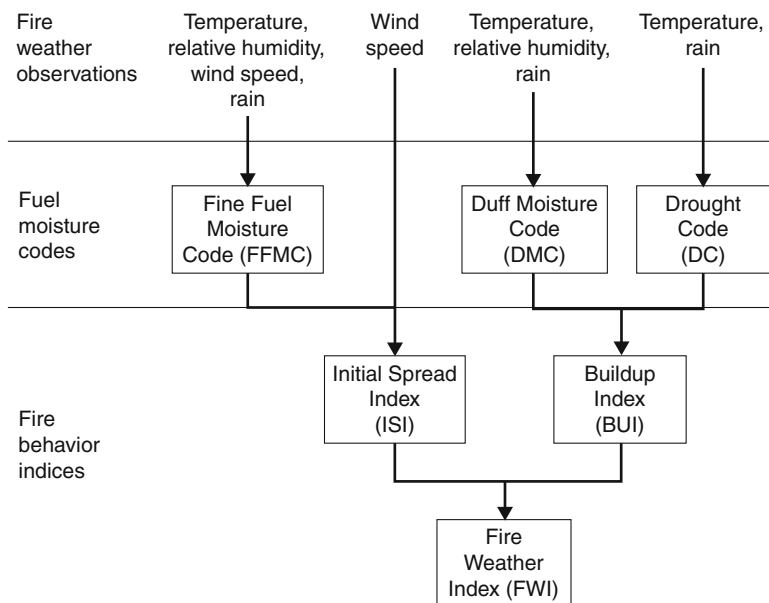 Fire
weather
observations
Temperature,
relative humidity,
wind speed,
rain
Wind
speed
Temperature,
relative humidity,
rain
Temperature,
rain
Fuel
moisture
codes
Fine Fuel
Moisture
Code (FFMC)
Duff Moisture
Code
(DMC)
Drought
Code
(DC)
Fire
behavior
indices
Initial Spread
Index
(ISI)
Buildup
Index
(BUI)
Fire
Weather
Index (FWI)